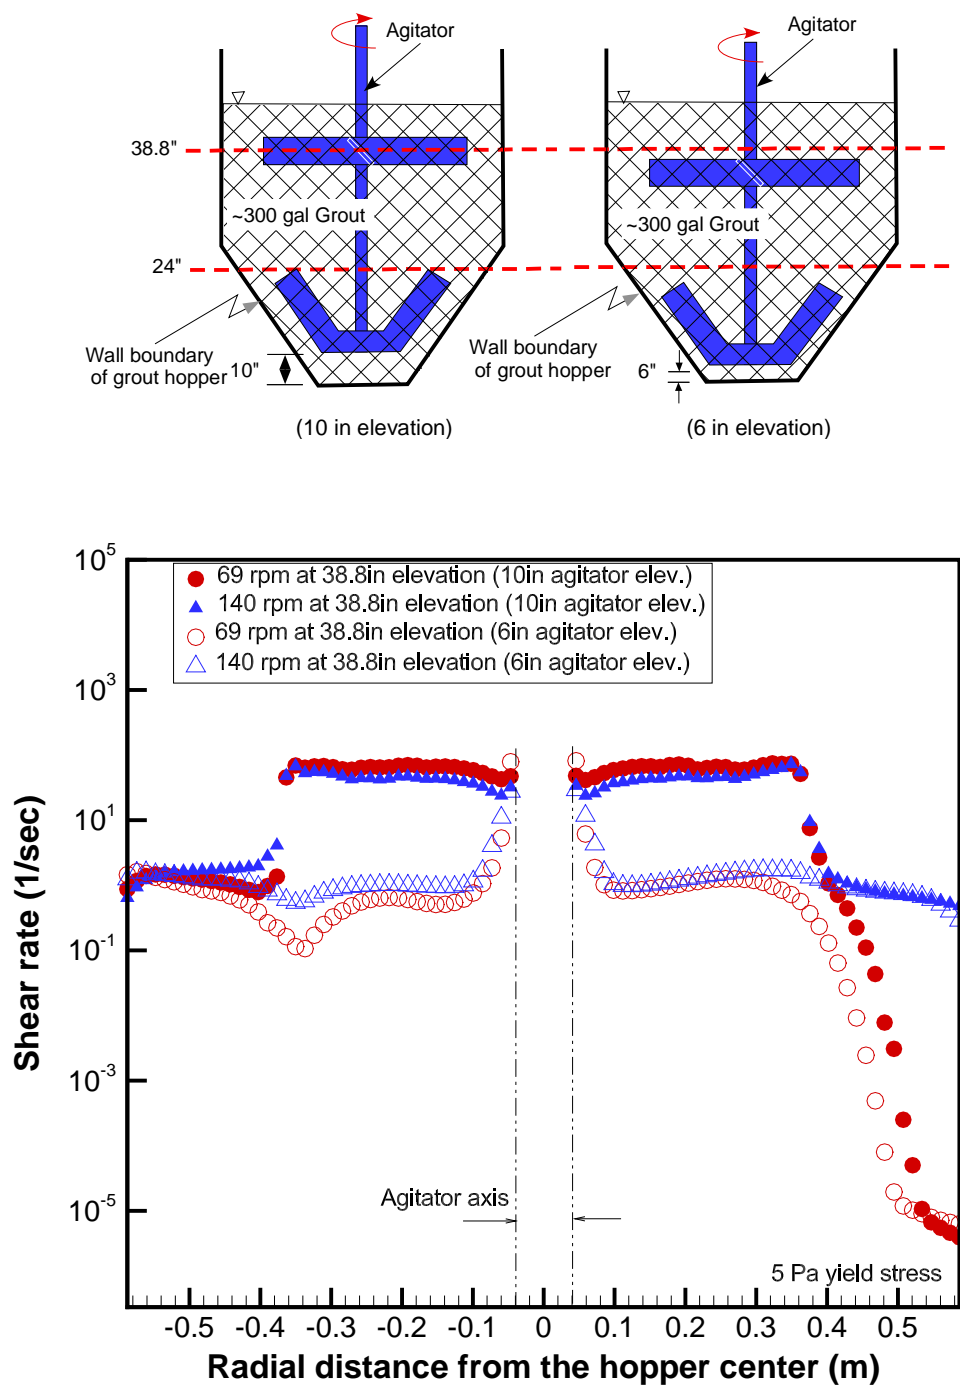 Agitator
Agitator
38.8"
~300 gal Grout
~300 gal Grout
24"
Wall boundary
of grout hopper
10"
Wall boundary
of grout hopper
6"
(10 in elevation)
(6 in elevation)
10^5
69 rpm at 38.8in elevation (10in agitator elev.)
140 rpm at 38.8in elevation (10in agitator elev.)
69 rpm at 38.8in elevation (6in agitator elev.)
140 rpm at 38.8in elevation (6in agitator elev.)
10^3
10^1
10^-1
10^-3
10^-5
Shear rate (1/sec)
Agitator axis
5 Pa yield stress
-0.5 -0.4 -0.3 -0.2 -0.1 0 0.1 0.2 0.3 0.4 0.5
Radial distance from the hopper center (m)